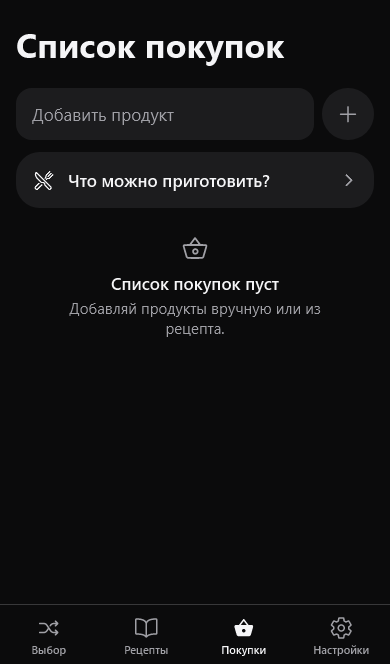 Список покупок
Добавить продукт
Что можно приготовить?
Список покупок пуст
Добавляй продукты вручную или из
рецепта.
Выбор
Рецепты
Покупки
Настройки